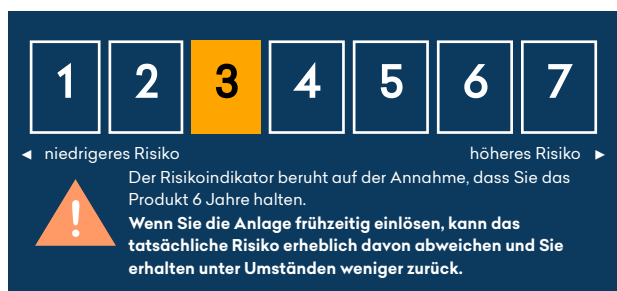 1 2 3 4 5 6 7
◄ niedrigeres Risiko höheres Risiko ►
Der Risikoindikator beruht auf der Annahme, dass Sie das
Produkt 6 Jahre halten.
!
Wenn Sie die Anlage frühzeitig einlösen, kann das
tatsächliche Risiko erheblich davon abweichen und Sie
erhalten unter Umständen weniger zurück.